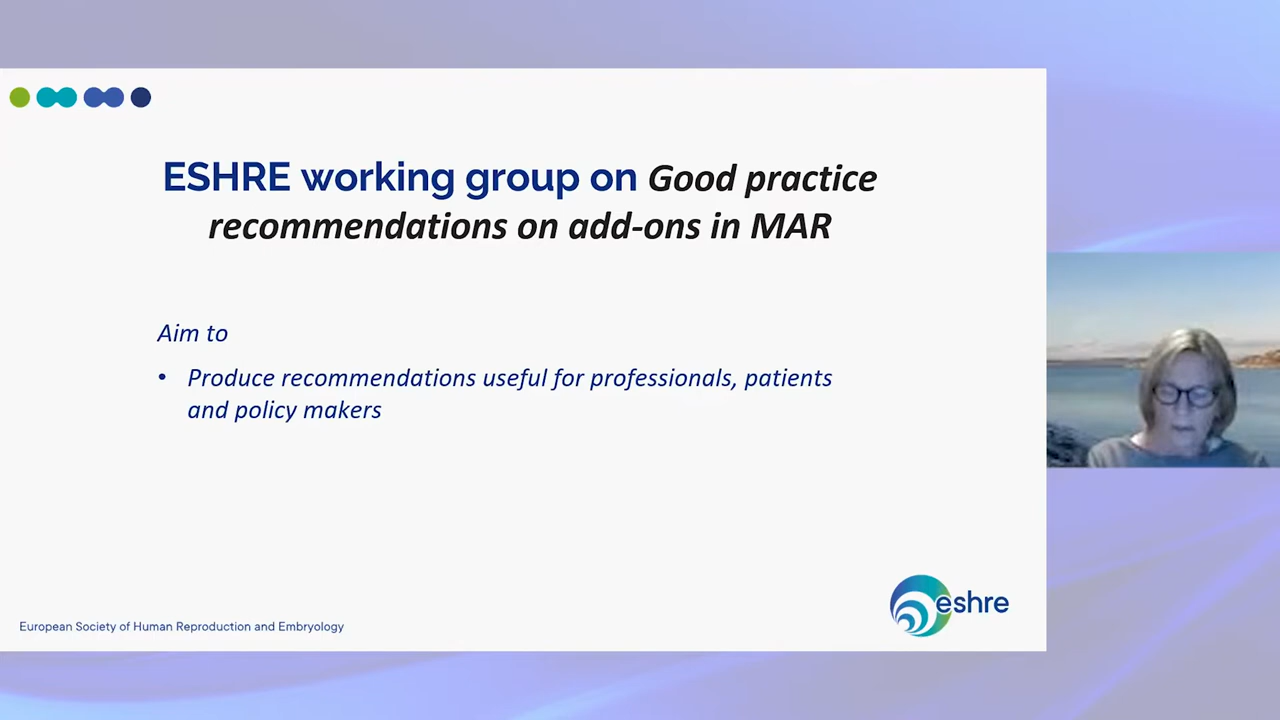 ESHRE working group on Good practice
recommendations on add-ons in MAR
Aim to
• Produce recommendations useful for professionals, patients
and policy makers
European Society of Human Reproduction and Embryology
eshre